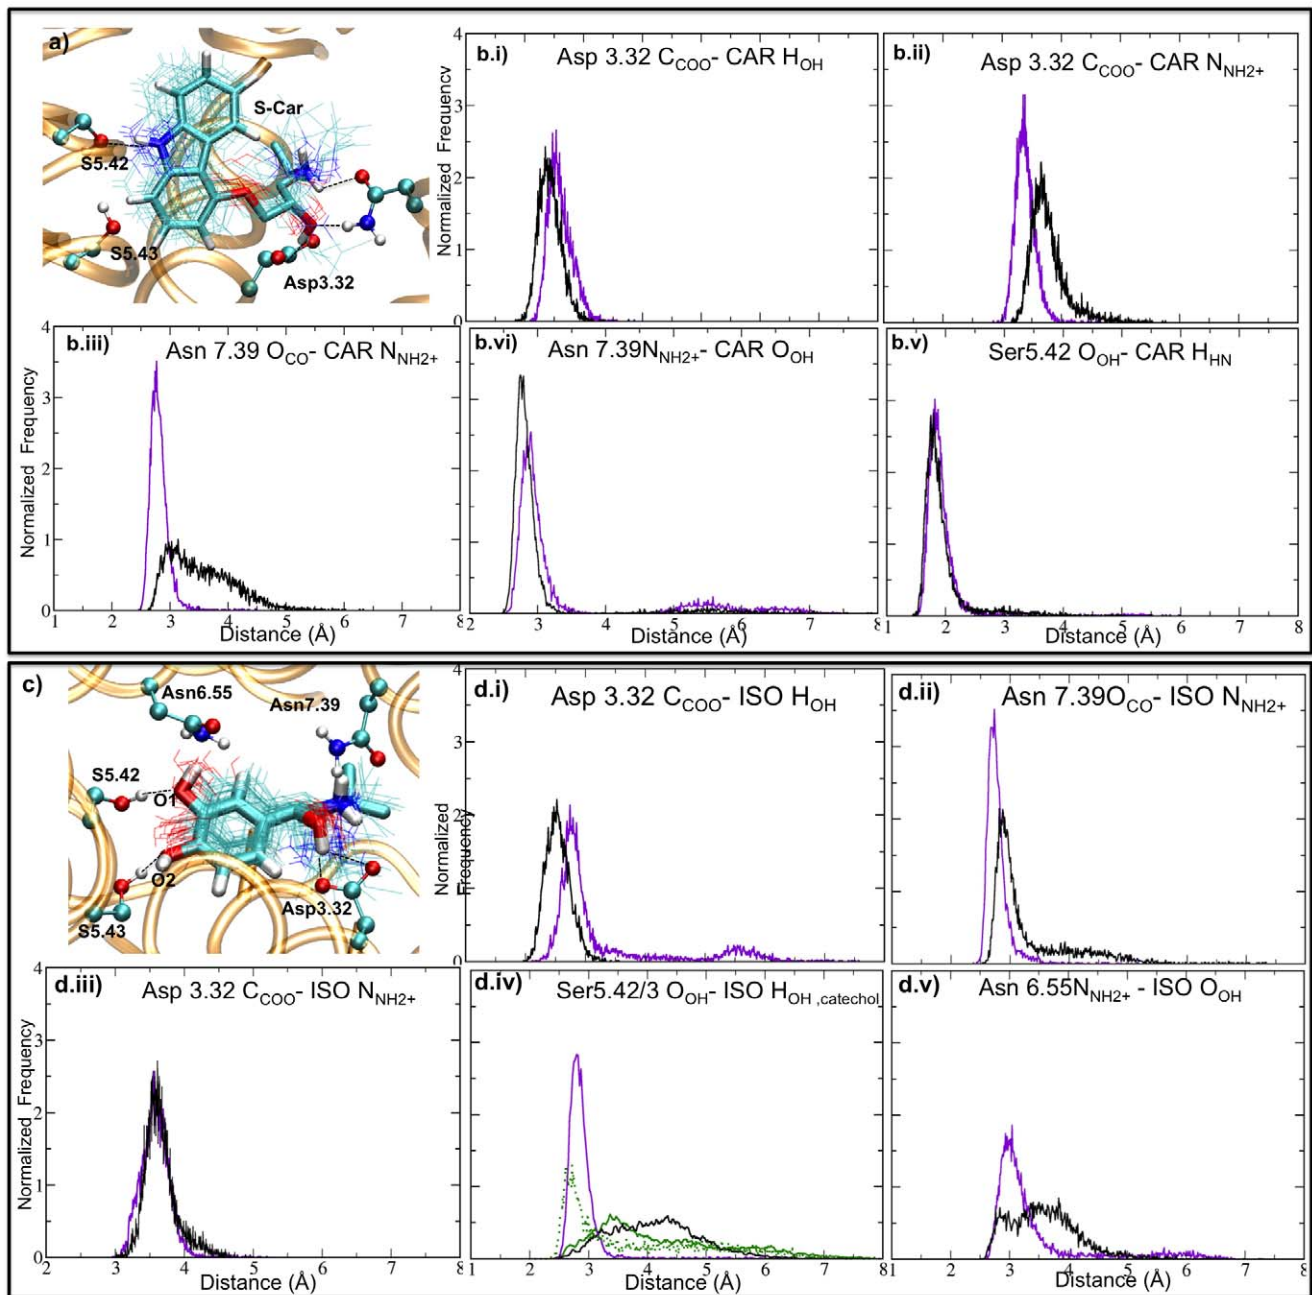 a)
S-Car
S5.42
S5.43
Asp3.32
b.i) Asp 3.32 C_COO- CAR H_OH
Normalized Frequency
4
3
2
1
0
b.ii) Asp 3.32 C_COO- CAR N_NH2+
b.iii) Asn 7.39 O_CO- CAR N_NH2+
Normalized Frequency
4
3
2
1
0
1 2 3 4 5 6 7 8
Distance (Å)
b.vi) Asn 7.39N_NH2+- CAR O_OH
2 3 4 5 6 7 8
Distance (Å)
b.v) Ser5.42 O_OH- CAR H_HN
1 2 3 4 5 6 7 8
Distance (Å)
c)
Asn6.55
Asn7.39
S5.42
O1
O2
S5.43
Asp3.32
d.i) Asp 3.32 C_COO- ISO H_OH
Normalized Frequency
4
3
2
1
0
d.ii) Asn 7.39O_CO- ISO N_NH2+
d.iii) Asp 3.32 C_COO- ISO N_NH2+
Normalized Frequency
4
3
2
1
0
2 3 4 5 6 7 8
Distance (Å)
d.iv) Ser5.42/3 O_OH- ISO H_OH ,catechol
1 2 3 4 5 6 7 8
Distance (Å)
d.v) Asn 6.55N_NH2+ - ISO O_OH
1 2 3 4 5 6 7 8
Distance (Å)